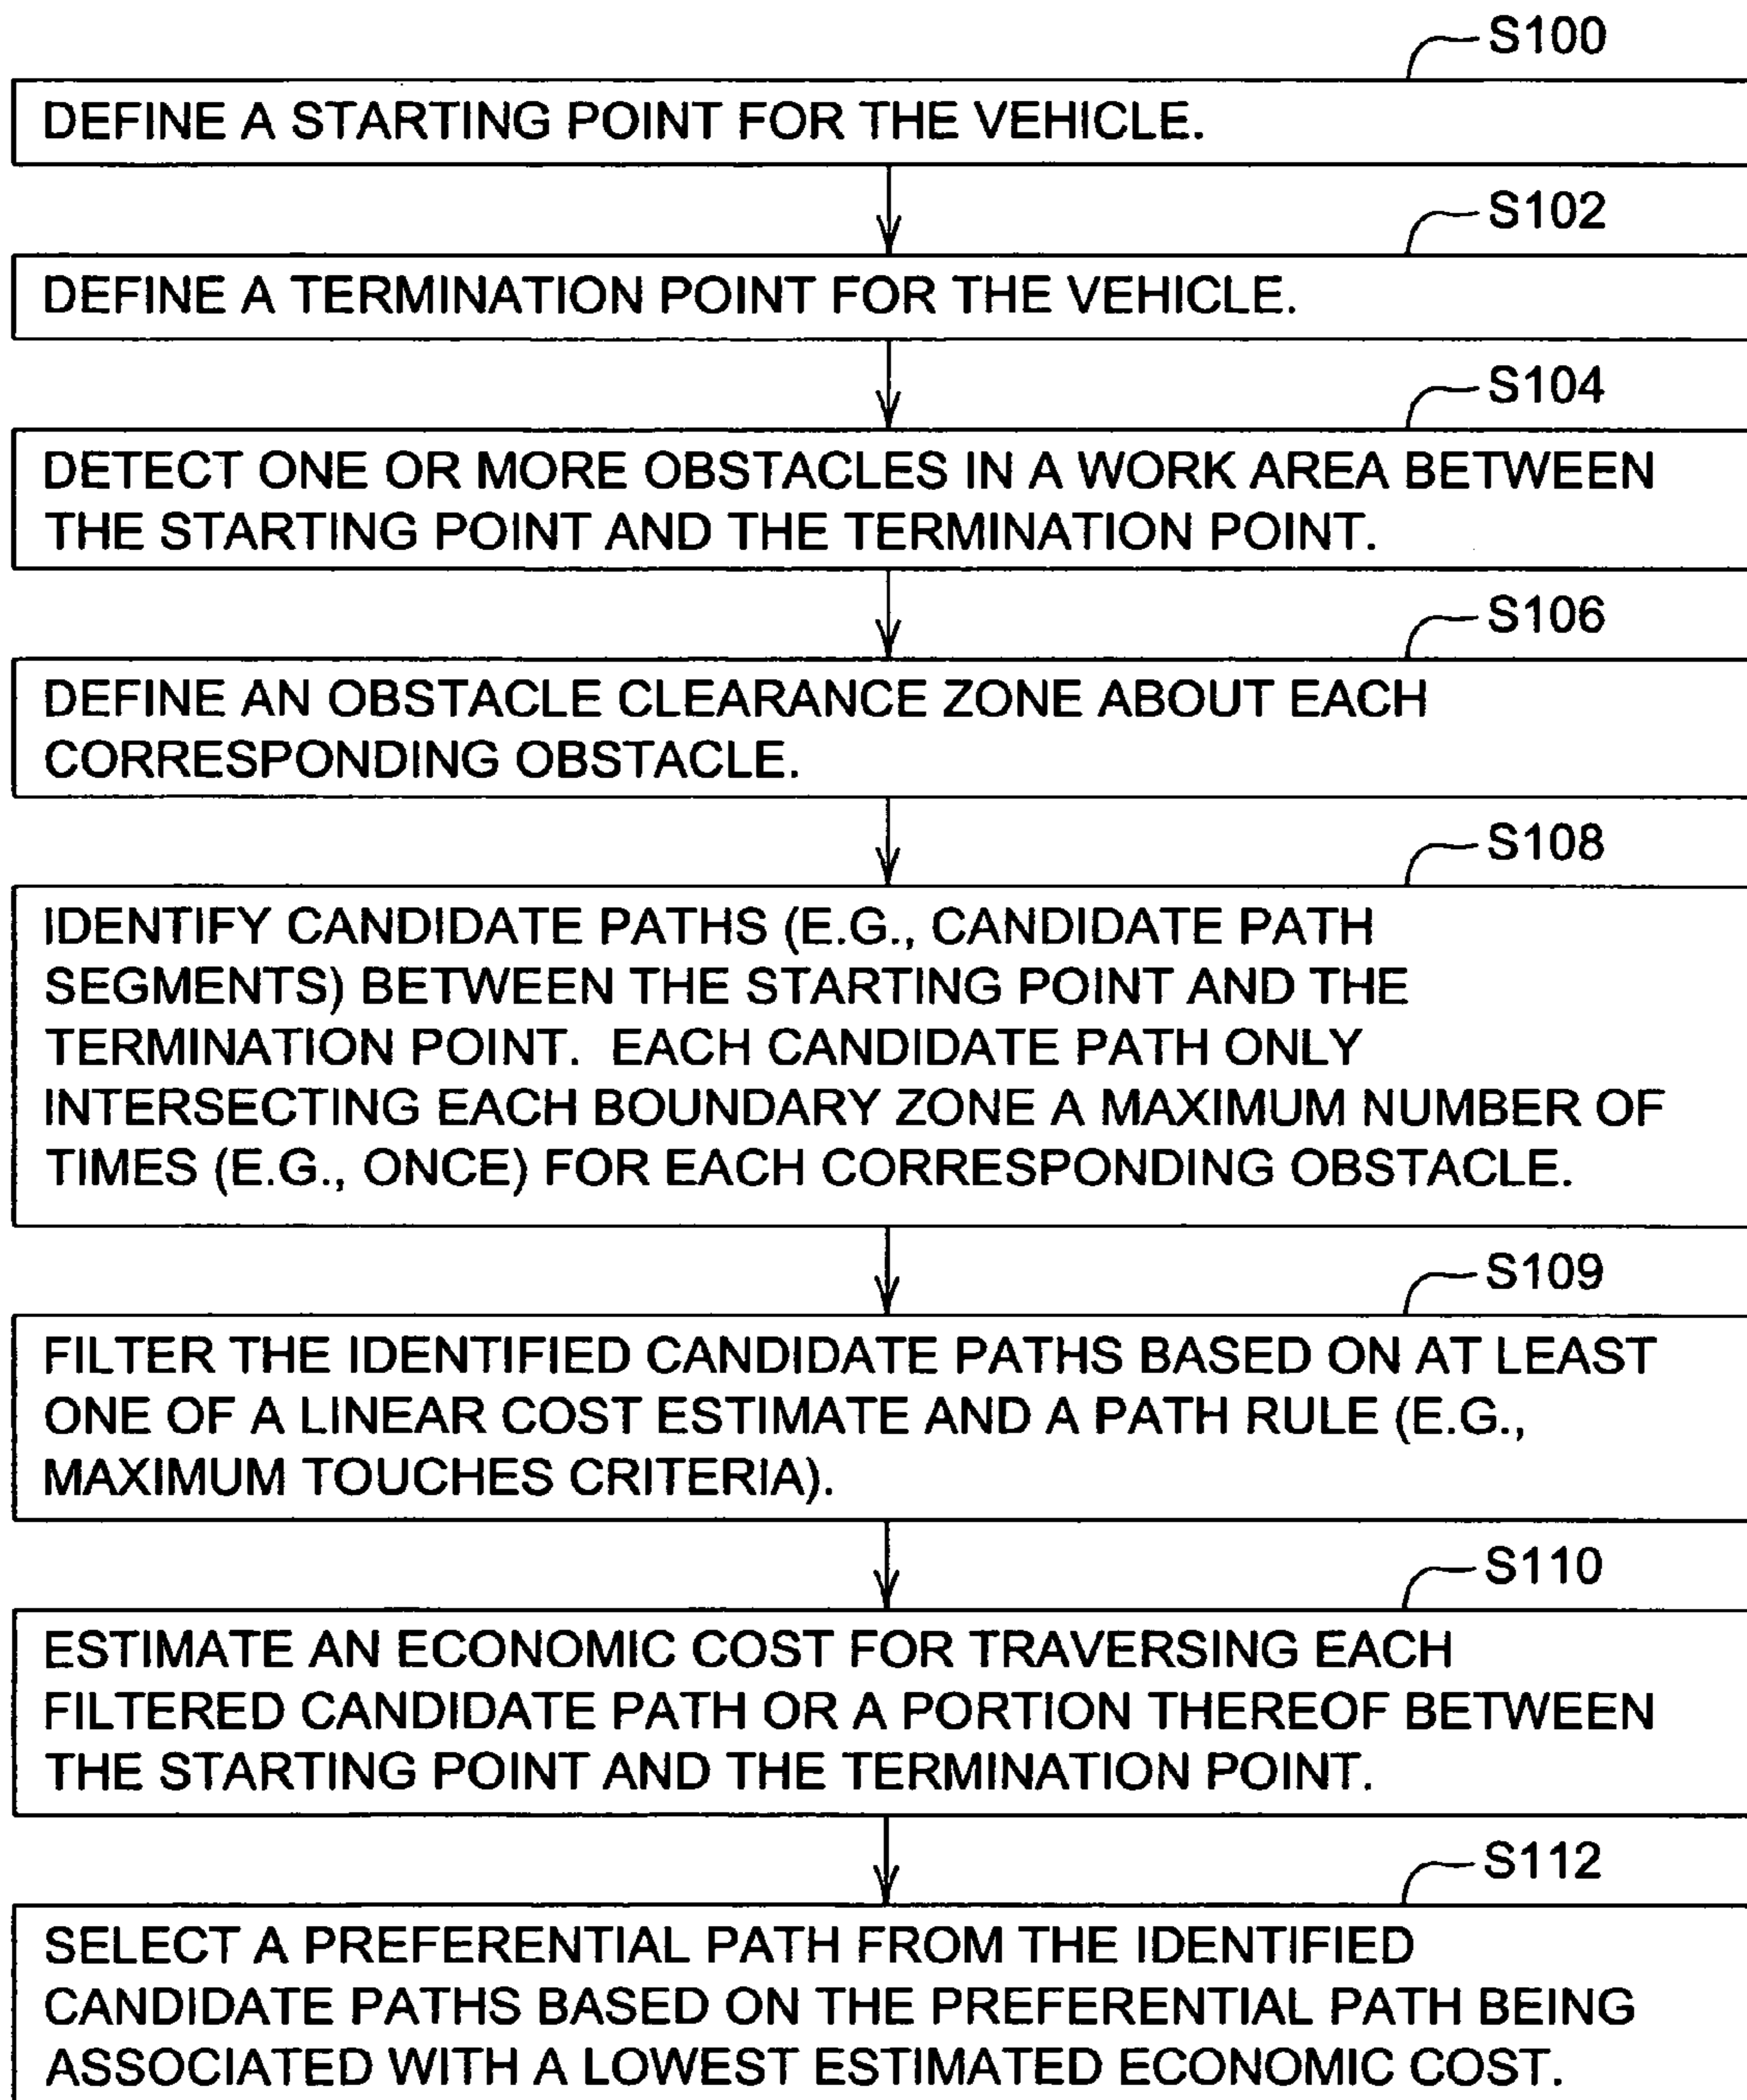 S100
DEFINE A STARTING POINT FOR THE VEHICLE.
S102
DEFINE A TERMINATION POINT FOR THE VEHICLE.
S104
DETECT ONE OR MORE OBSTACLES IN A WORK AREA BETWEEN
THE STARTING POINT AND THE TERMINATION POINT.
S106
DEFINE AN OBSTACLE CLEARANCE ZONE ABOUT EACH
CORRESPONDING OBSTACLE.
S108
IDENTIFY CANDIDATE PATHS (E.G., CANDIDATE PATH
SEGMENTS) BETWEEN THE STARTING POINT AND THE
TERMINATION POINT. EACH CANDIDATE PATH ONLY
INTERSECTING EACH BOUNDARY ZONE A MAXIMUM NUMBER OF
TIMES (E.G., ONCE) FOR EACH CORRESPONDING OBSTACLE.
S109
FILTER THE IDENTIFIED CANDIDATE PATHS BASED ON AT LEAST
ONE OF A LINEAR COST ESTIMATE AND A PATH RULE (E.G.,
MAXIMUM TOUCHES CRITERIA).
S110
ESTIMATE AN ECONOMIC COST FOR TRAVERSING EACH
FILTERED CANDIDATE PATH OR A PORTION THEREOF BETWEEN
THE STARTING POINT AND THE TERMINATION POINT.
S112
SELECT A PREFERENTIAL PATH FROM THE IDENTIFIED
CANDIDATE PATHS BASED ON THE PREFERENTIAL PATH BEING
ASSOCIATED WITH A LOWEST ESTIMATED ECONOMIC COST.